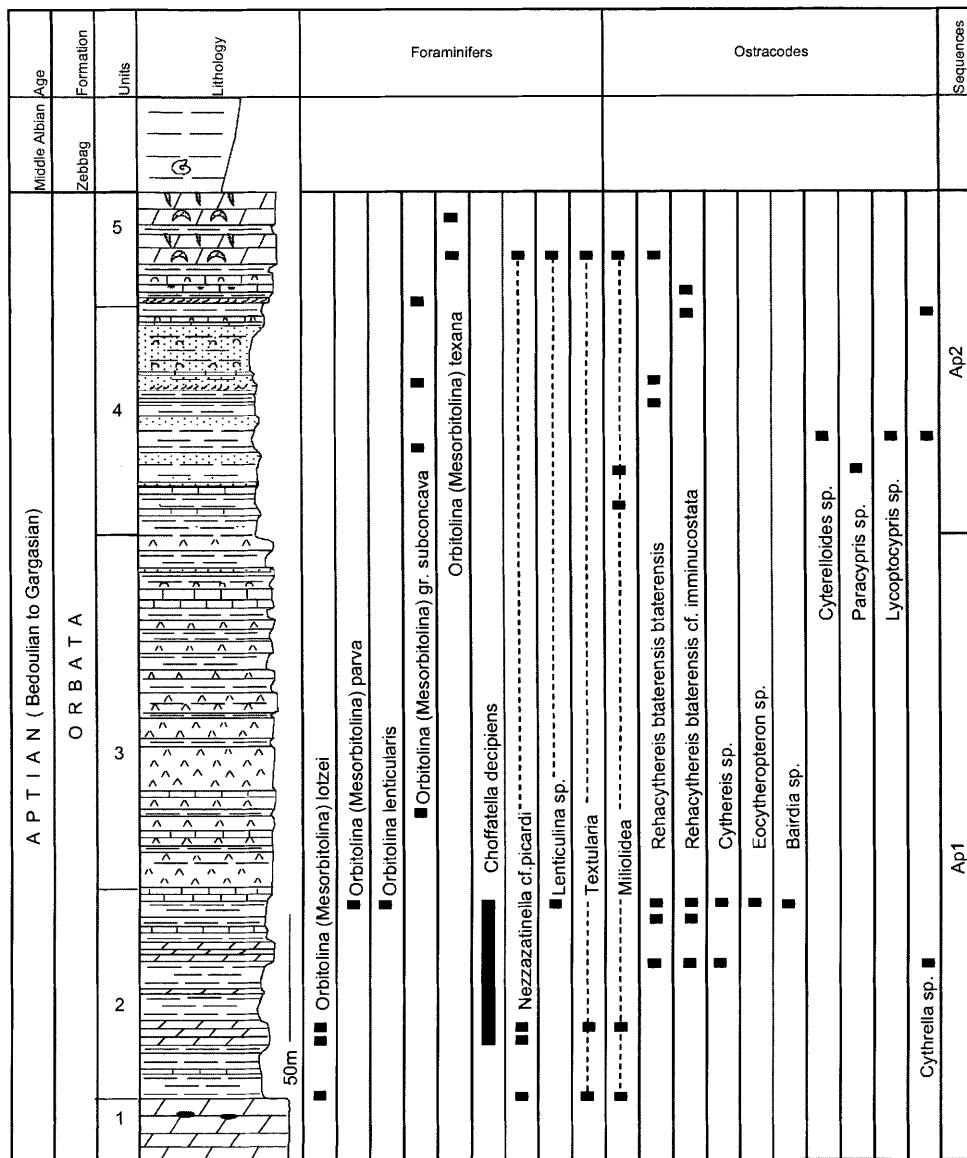 Age
Formation
Units
Lithology
Foraminifers
Ostracodes
Sequences
Middle Albian
Zebbag
APTIAN ( Bedoulian to Gargasian)
ORBATA
5
4
3
2
1
50m
Orbitolina (Mesorbitolina) lotzei
Orbitolina (Mesorbitolina) parva
Orbitolina lenticularis
Orbitolina (Mesorbitolina) gr. subconcava
Orbitolina (Mesorbitolina) texana
Choffatella decipiens
Nezzazatinella cf,picardi
Lenticulina sp.
Textularia
Miliolidea
Rehacythereis btaterensis btaterensis
Rehacythereis btaterensis cf. imminucostata
Cythereis sp.
Eocytheropteron sp.
Bairdia sp.
Cyterelloides sp.
Paracypris sp.
Lycoptocypris sp.
Cythrella sp.
Ap2
Ap1